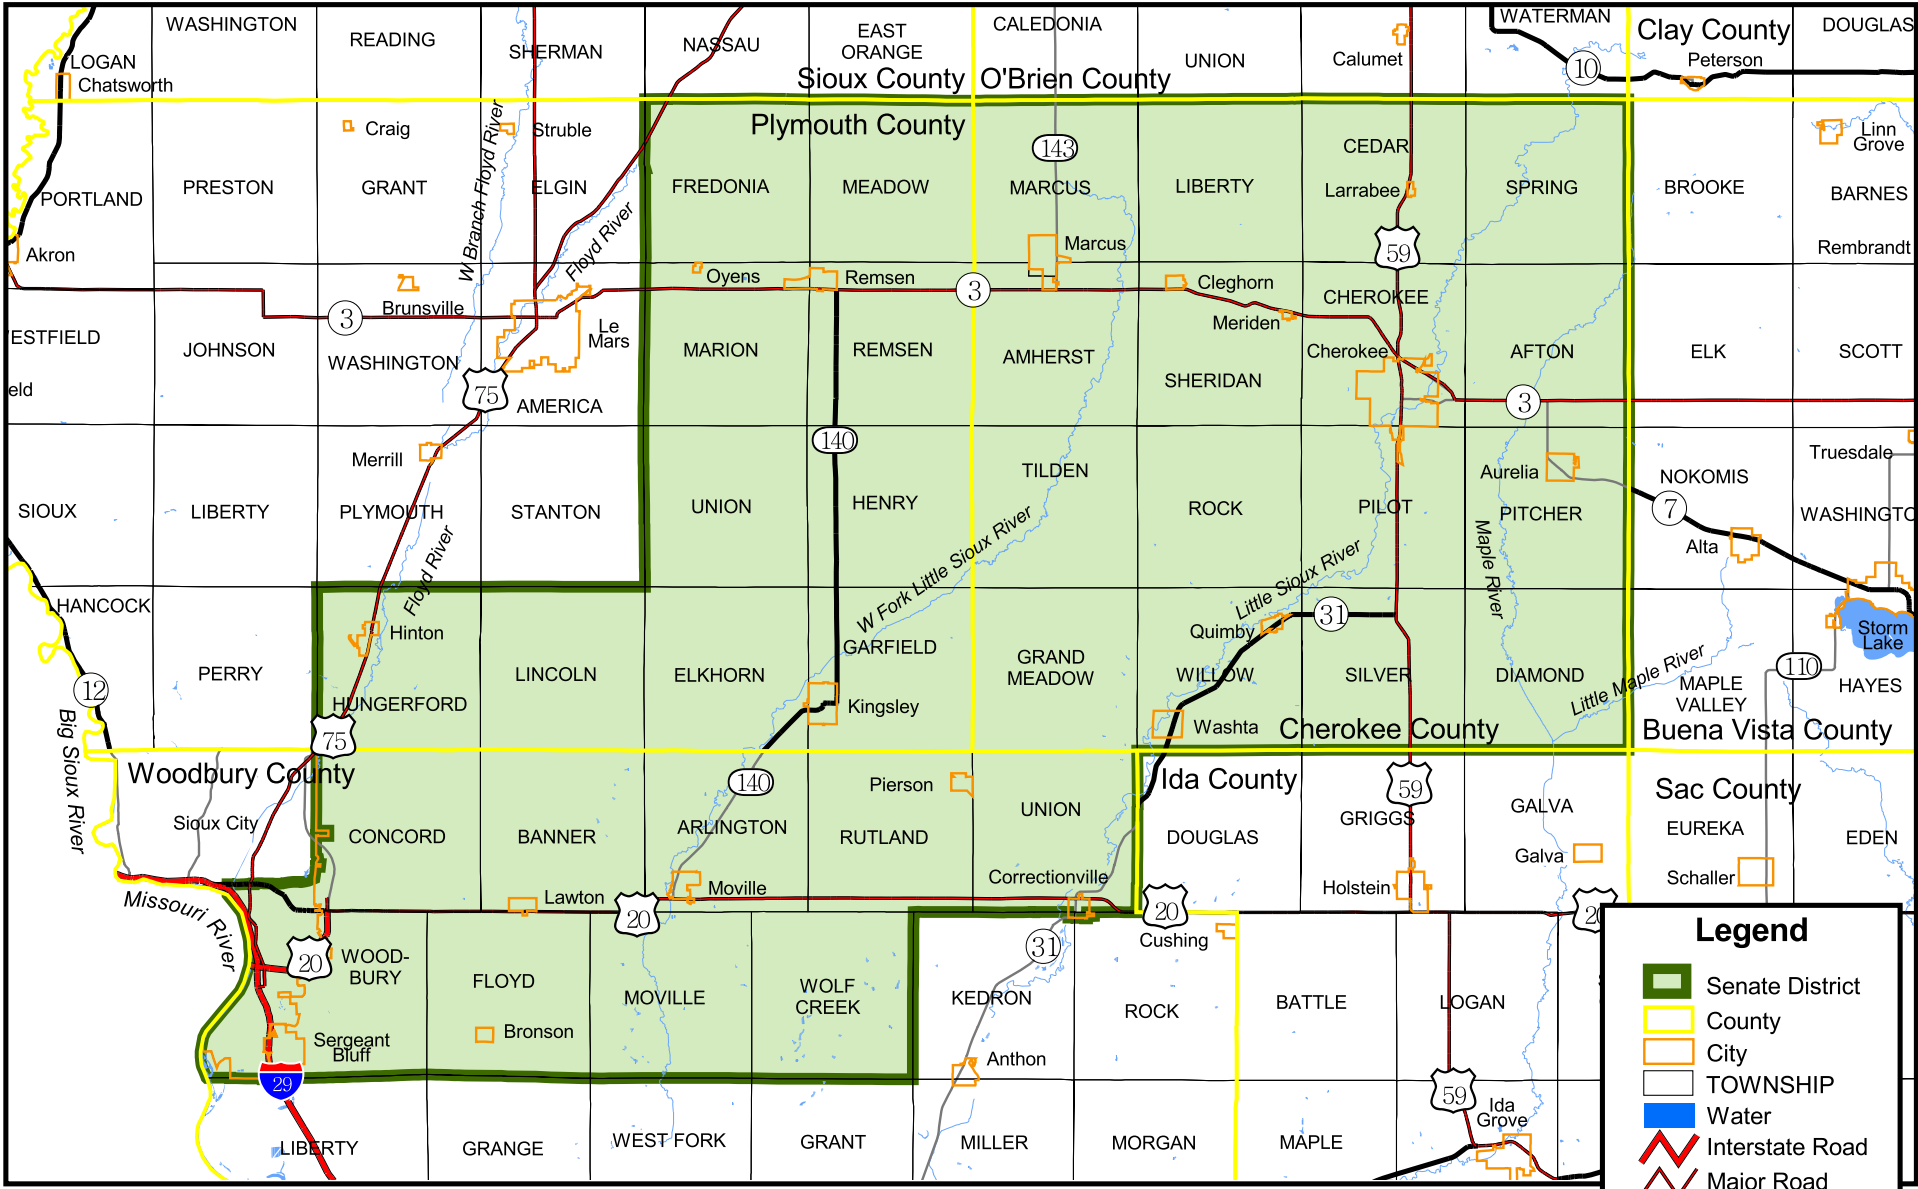 WASHINGTON
READING
SHERMAN
NASSAU
EAST
ORANGE
CALEDONIA
UNION
Calumet
WATERMAN
10
Clay County
Peterson
DOUGLAS
LOGAN
Chatsworth
Sioux County
O'Brien County
Plymouth County
Craig
Struble
W Branch Floyd River
143
CEDAR
Linn
Grove
PORTLAND
PRESTON
GRANT
ELGIN
FREDONIA
MEADOW
MARCUS
LIBERTY
Larrabee
SPRING
BROOKE
BARNES
Akron
Floyd River
Marcus
59
Rembrandt
Brunsville
Oyens
Remsen
3
Cleghorn
CHEROKEE
3
Le
Mars
Meriden
ESTFIELD
JOHNSON
WASHINGTON
MARION
REMSEN
AMHERST
SHERIDAN
Cherokee
AFTON
ELK
SCOTT
eld
75
AMERICA
3
Merrill
140
TILDEN
Aurelia
NOKOMIS
Truesdale
SIOUX
LIBERTY
PLYMOUTH
STANTON
UNION
HENRY
ROCK
PILOT
PITCHER
7
WASHINGTO
Alta
Floyd River
W Fork Little Sioux River
Little Sioux River
Maple River
HANCOCK
Hinton
Quimby
31
Storm
Lake
PERRY
LINCOLN
ELKHORN
GARFIELD
GRAND
MEADOW
WILLOW
SILVER
DIAMOND
Little Maple River
MAPLE
VALLEY
110
HAYES
12
HUNGERFORD
Kingsley
Washta
Cherokee County
Buena Vista County
Big Sioux River
75
Woodbury County
140
Pierson
Ida County
59
Sac County
Sioux City
CONCORD
BANNER
ARLINGTON
RUTLAND
UNION
DOUGLAS
GRIGGS
GALVA
EUREKA
EDEN
Galva
Missouri River
Lawton
Moville
Correctionville
Holstein
Schaller
20
20
20
Cushing
31
20
WOOD-
BURY
FLOYD
MOVILLE
WOLF
CREEK
KEDRON
ROCK
BATTLE
LOGAN
Sergeant
Bluff
Bronson
Anthon
29
59
Ida
Grove
LIBERTY
GRANGE
WEST FORK
GRANT
MILLER
MORGAN
MAPLE
Legend
Senate District
County
City
TOWNSHIP
Water
Interstate Road
Major Road